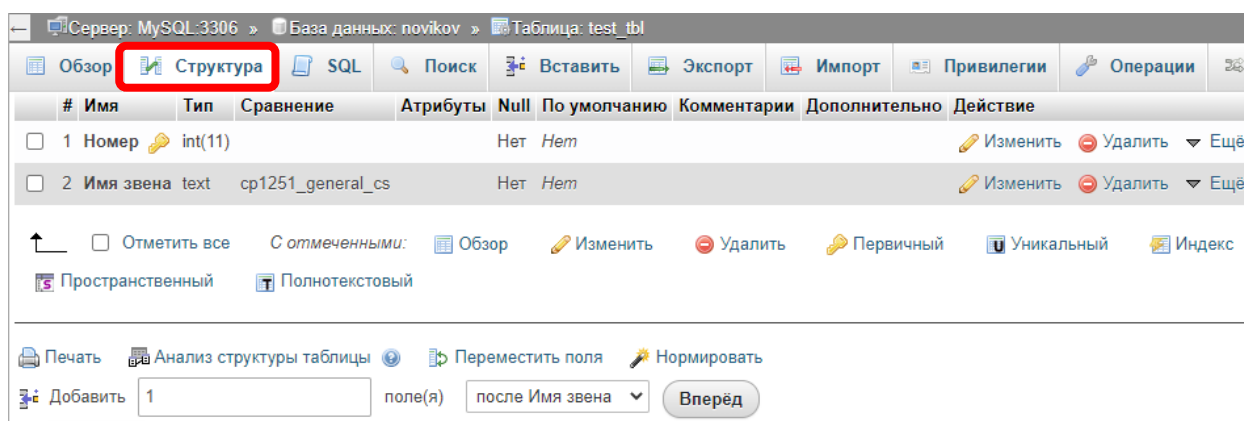 ← Сервер: MySQL:3306 » База данных: novikov » Таблица: test_tbl
Обзор Структура SQL Поиск Вставить Экспорт Импорт Привилегии Операции
# Имя Тип Сравнение Атрибуты Null По умолчанию Комментарии Дополнительно Действие
1 Номер int(11) Нет Нет Изменить Удалить Ещё
2 Имя звена text cp1251_general_cs Нет Нет Изменить Удалить Ещё
Отметить все С отмеченными: Обзор Изменить Удалить Первичный Уникальный Индекс
Пространственный Полнотекстовый
Печать Анализ структуры таблицы Переместить поля Нормировать
Добавить 1 поле(я) после Имя звена Вперёд